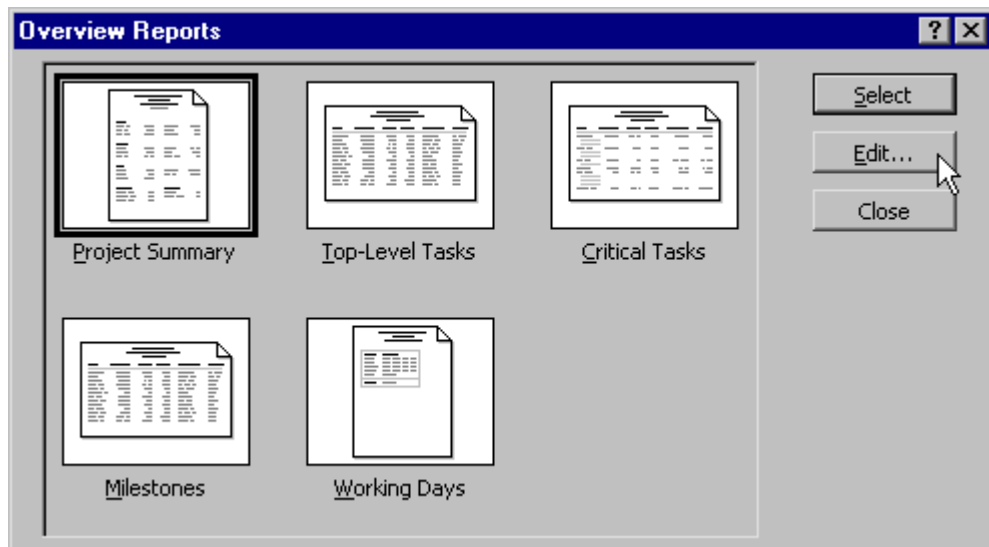 Overview Reports
Select
Edit...
Close
Project Summary
Top-Level Tasks
Critical Tasks
Milestones
Working Days